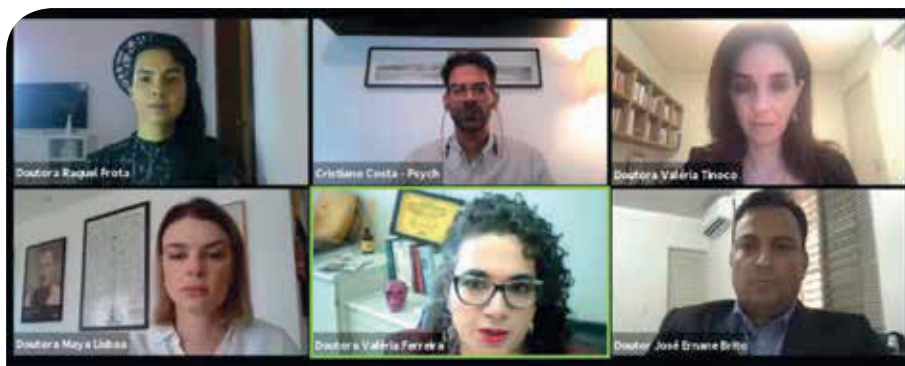 Doutora Raquel Frota
Cristiano Costa - Psych
Doutora Valéria Tinoco
Doutora Maya Lisboa
Doutora Valéria Ferreira
Doutor José Ernane Brito